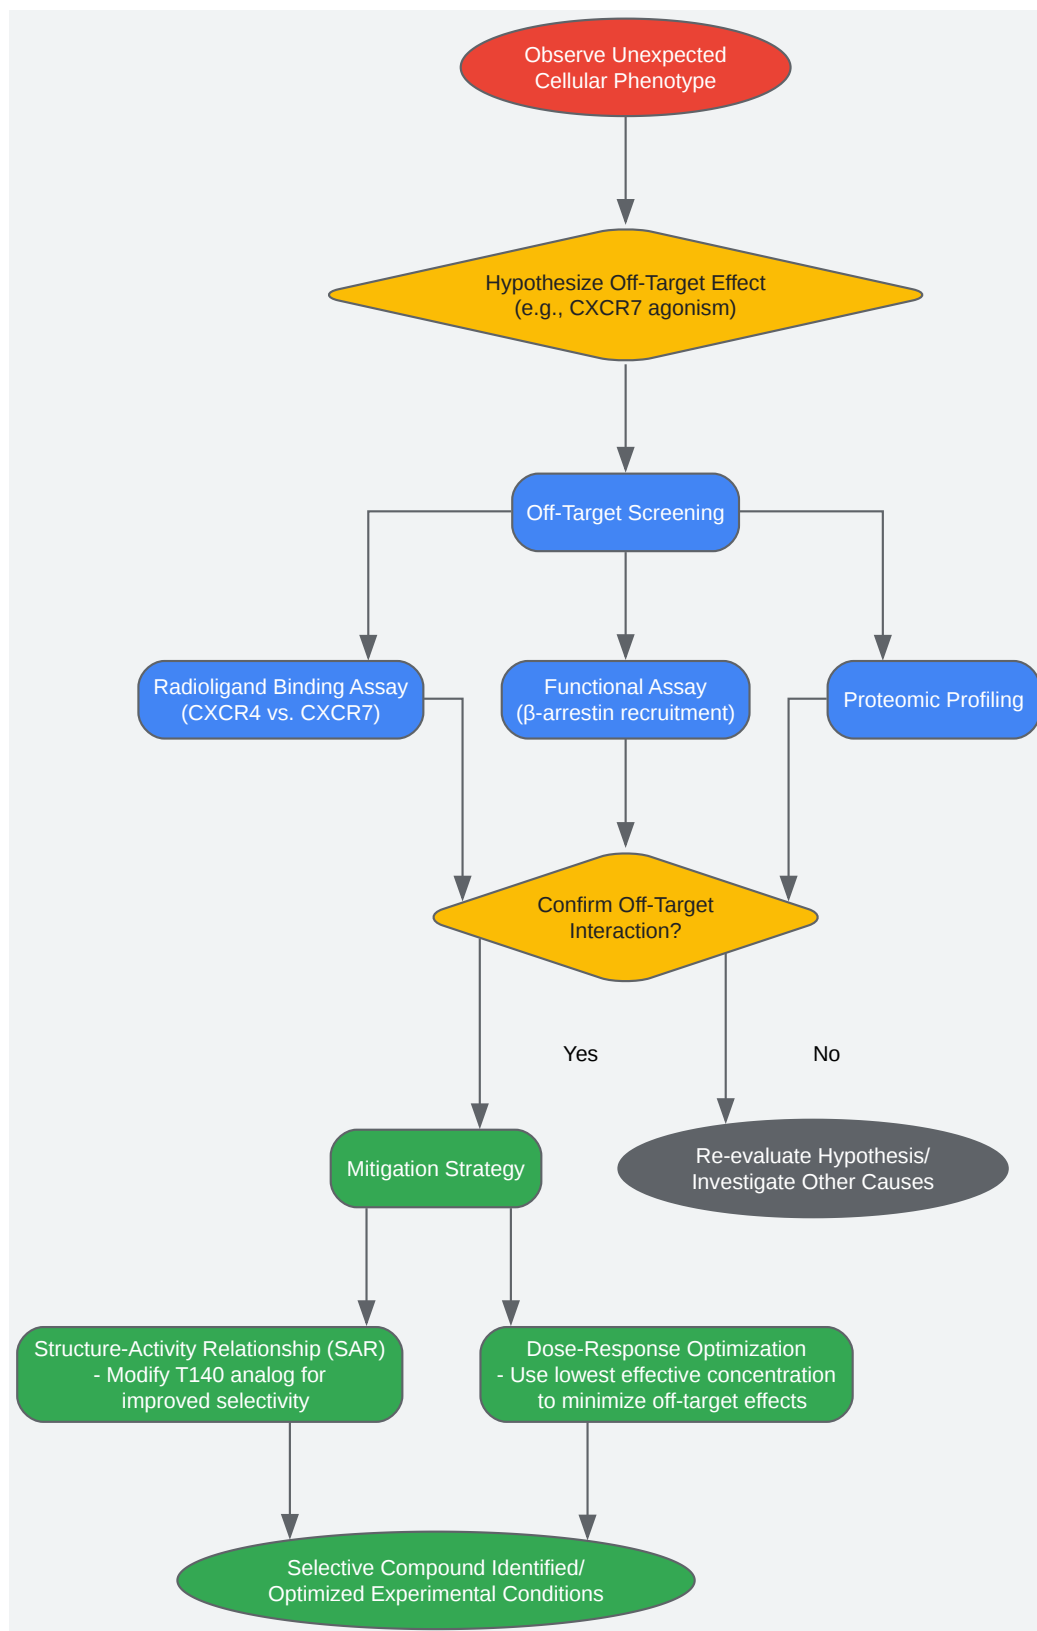 Observe Unexpected
Cellular Phenotype
Hypothesize Off-Target Effect
(e.g., CXCR7 agonism)
Off-Target Screening
Radioligand Binding Assay
(CXCR4 vs. CXCR7)
Functional Assay
(β-arrestin recruitment)
Proteomic Profiling
Confirm Off-Target
Interaction?
Yes
No
Mitigation Strategy
Re-evaluate Hypothesis/
Investigate Other Causes
Structure-Activity Relationship (SAR)
- Modify T140 analog for
improved selectivity
Dose-Response Optimization
- Use lowest effective concentration
to minimize off-target effects
Selective Compound Identified/
Optimized Experimental Conditions